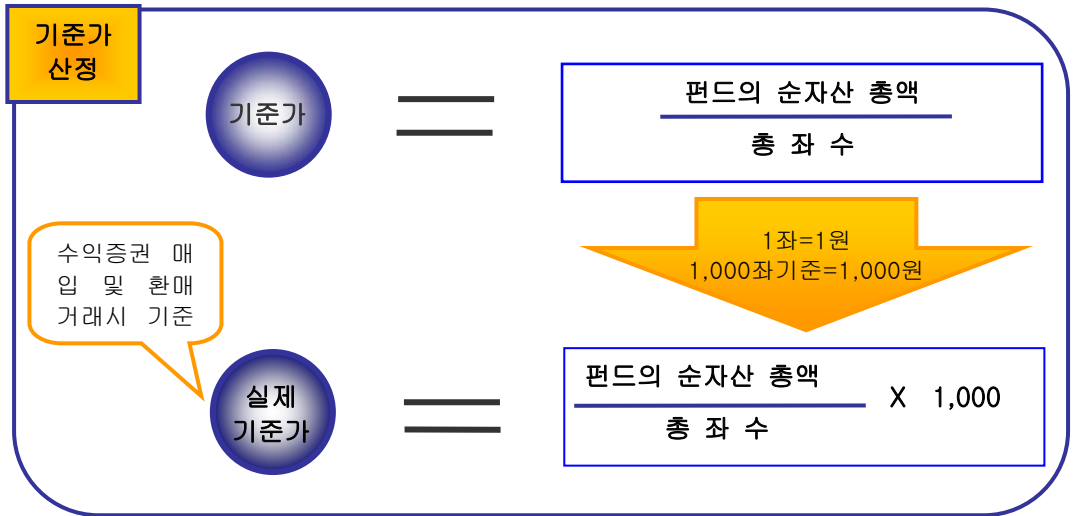 기준가
산정
기준가
펀드의 순자산 총액
총 좌 수
1좌=1원
1,000좌기준=1,000원
수익증권 매
입 및 환매
거래시 기준
실제
기준가
펀드의 순자산 총액
X 1,000
총 좌 수